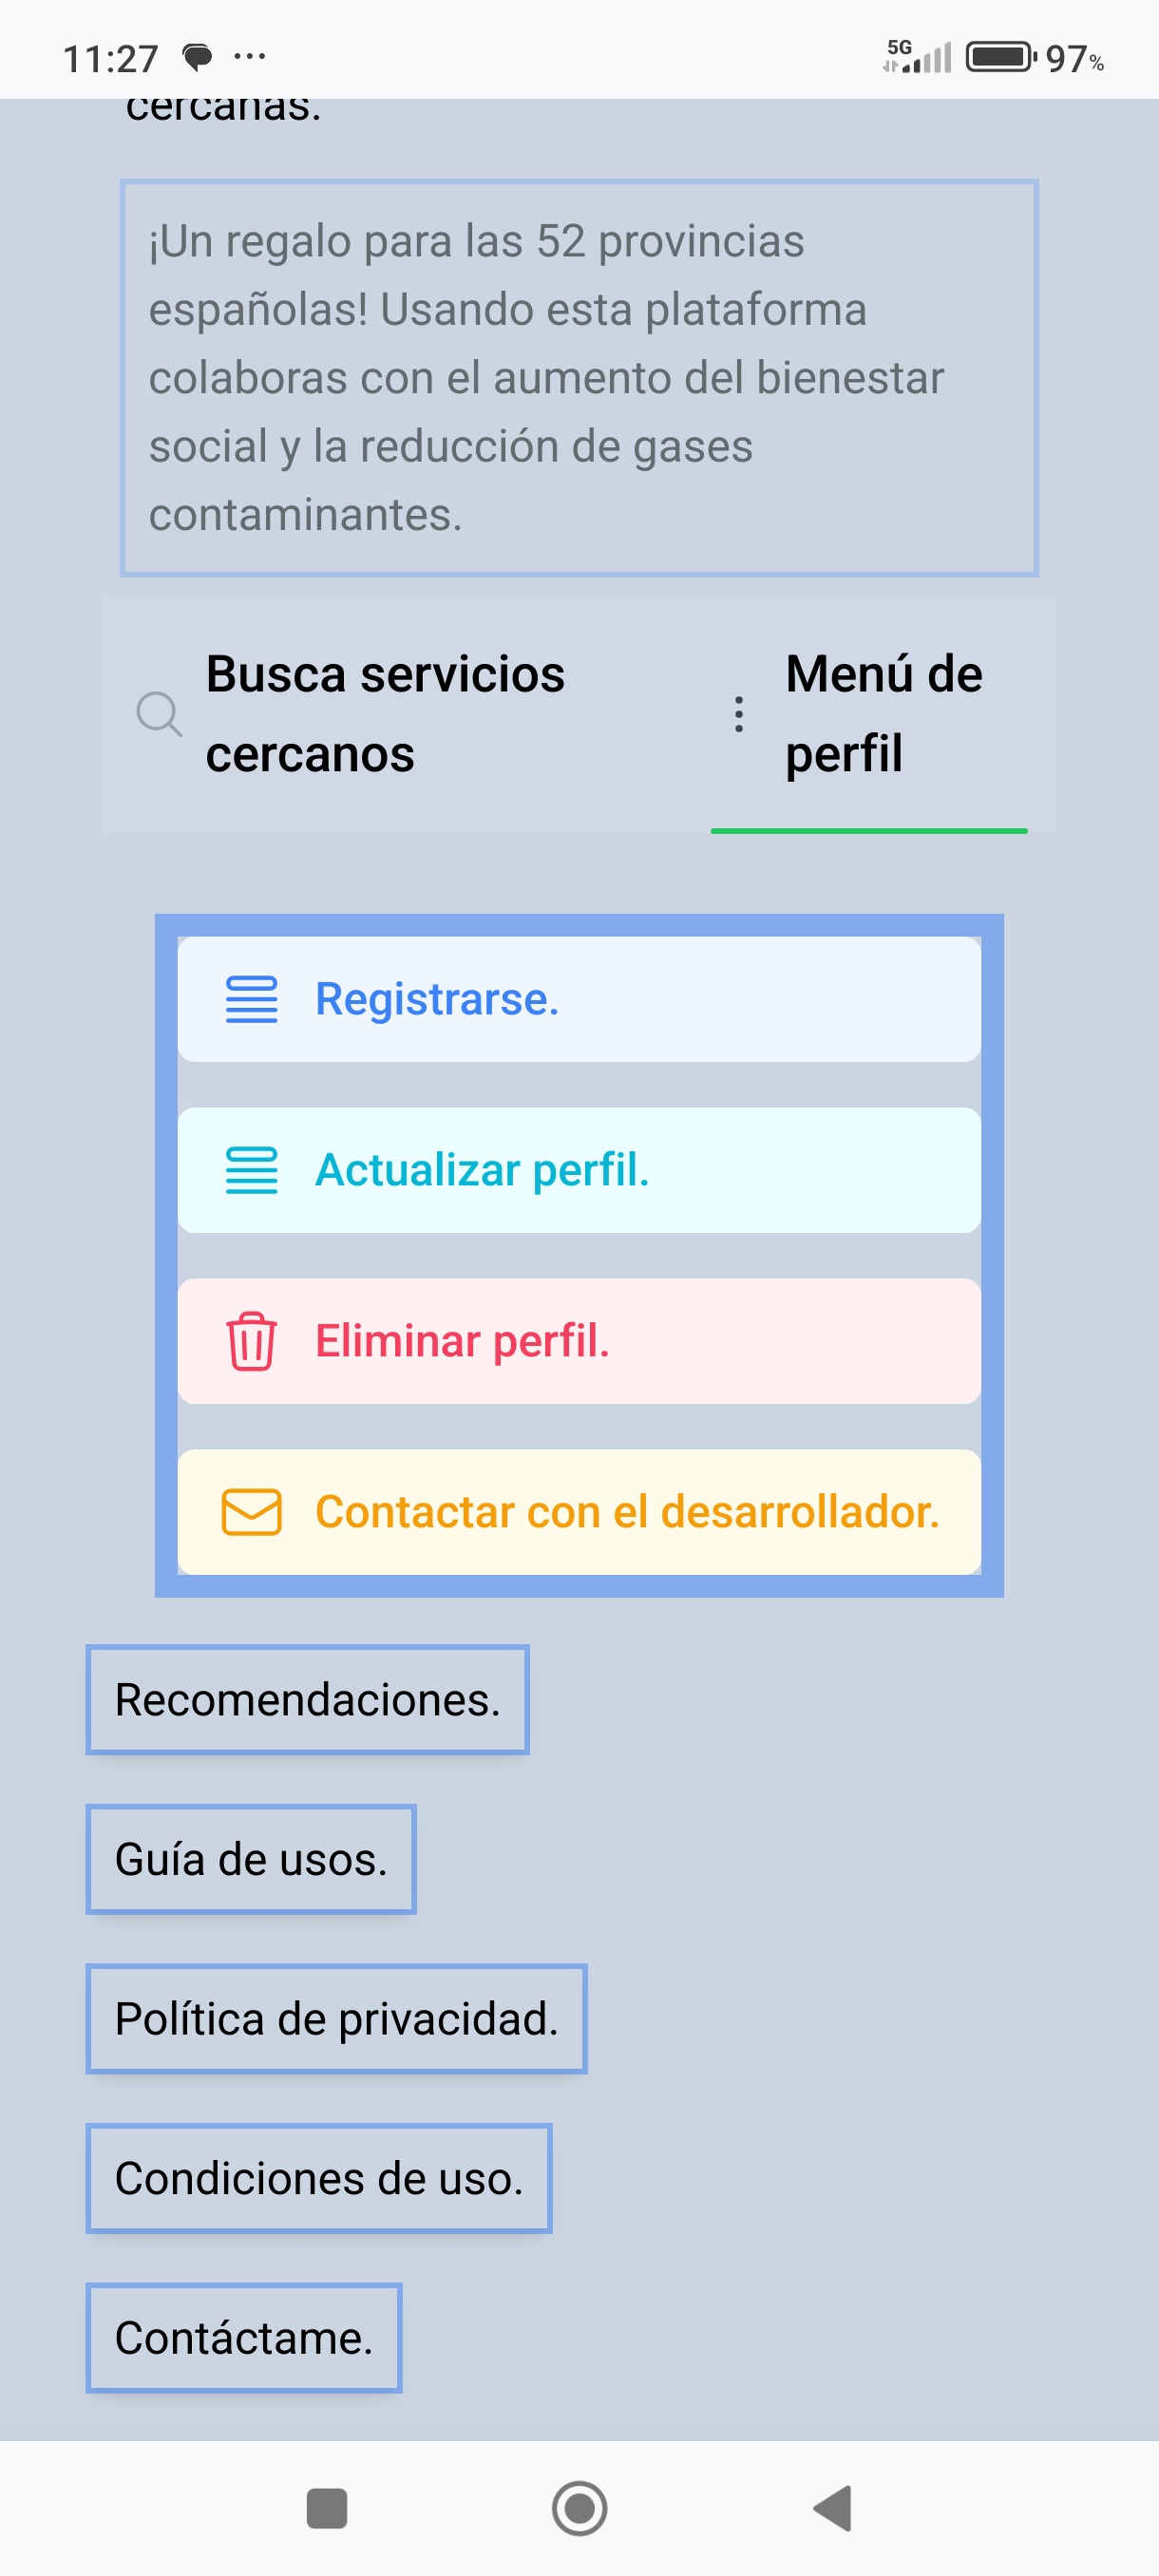 11:27
5G
97%
cercanas.
¡Un regalo para las 52 provincias
españolas! Usando esta plataforma
colaboras con el aumento del bienestar
social y la reducción de gases
contaminantes.
Busca servicios
cercanos
Menú de
perfil
Registrarse.
Actualizar perfil.
Eliminar perfil.
Contactar con el desarrollador.
Recomendaciones.
Guía de usos.
Política de privacidad.
Condiciones de uso.
Contáctame.